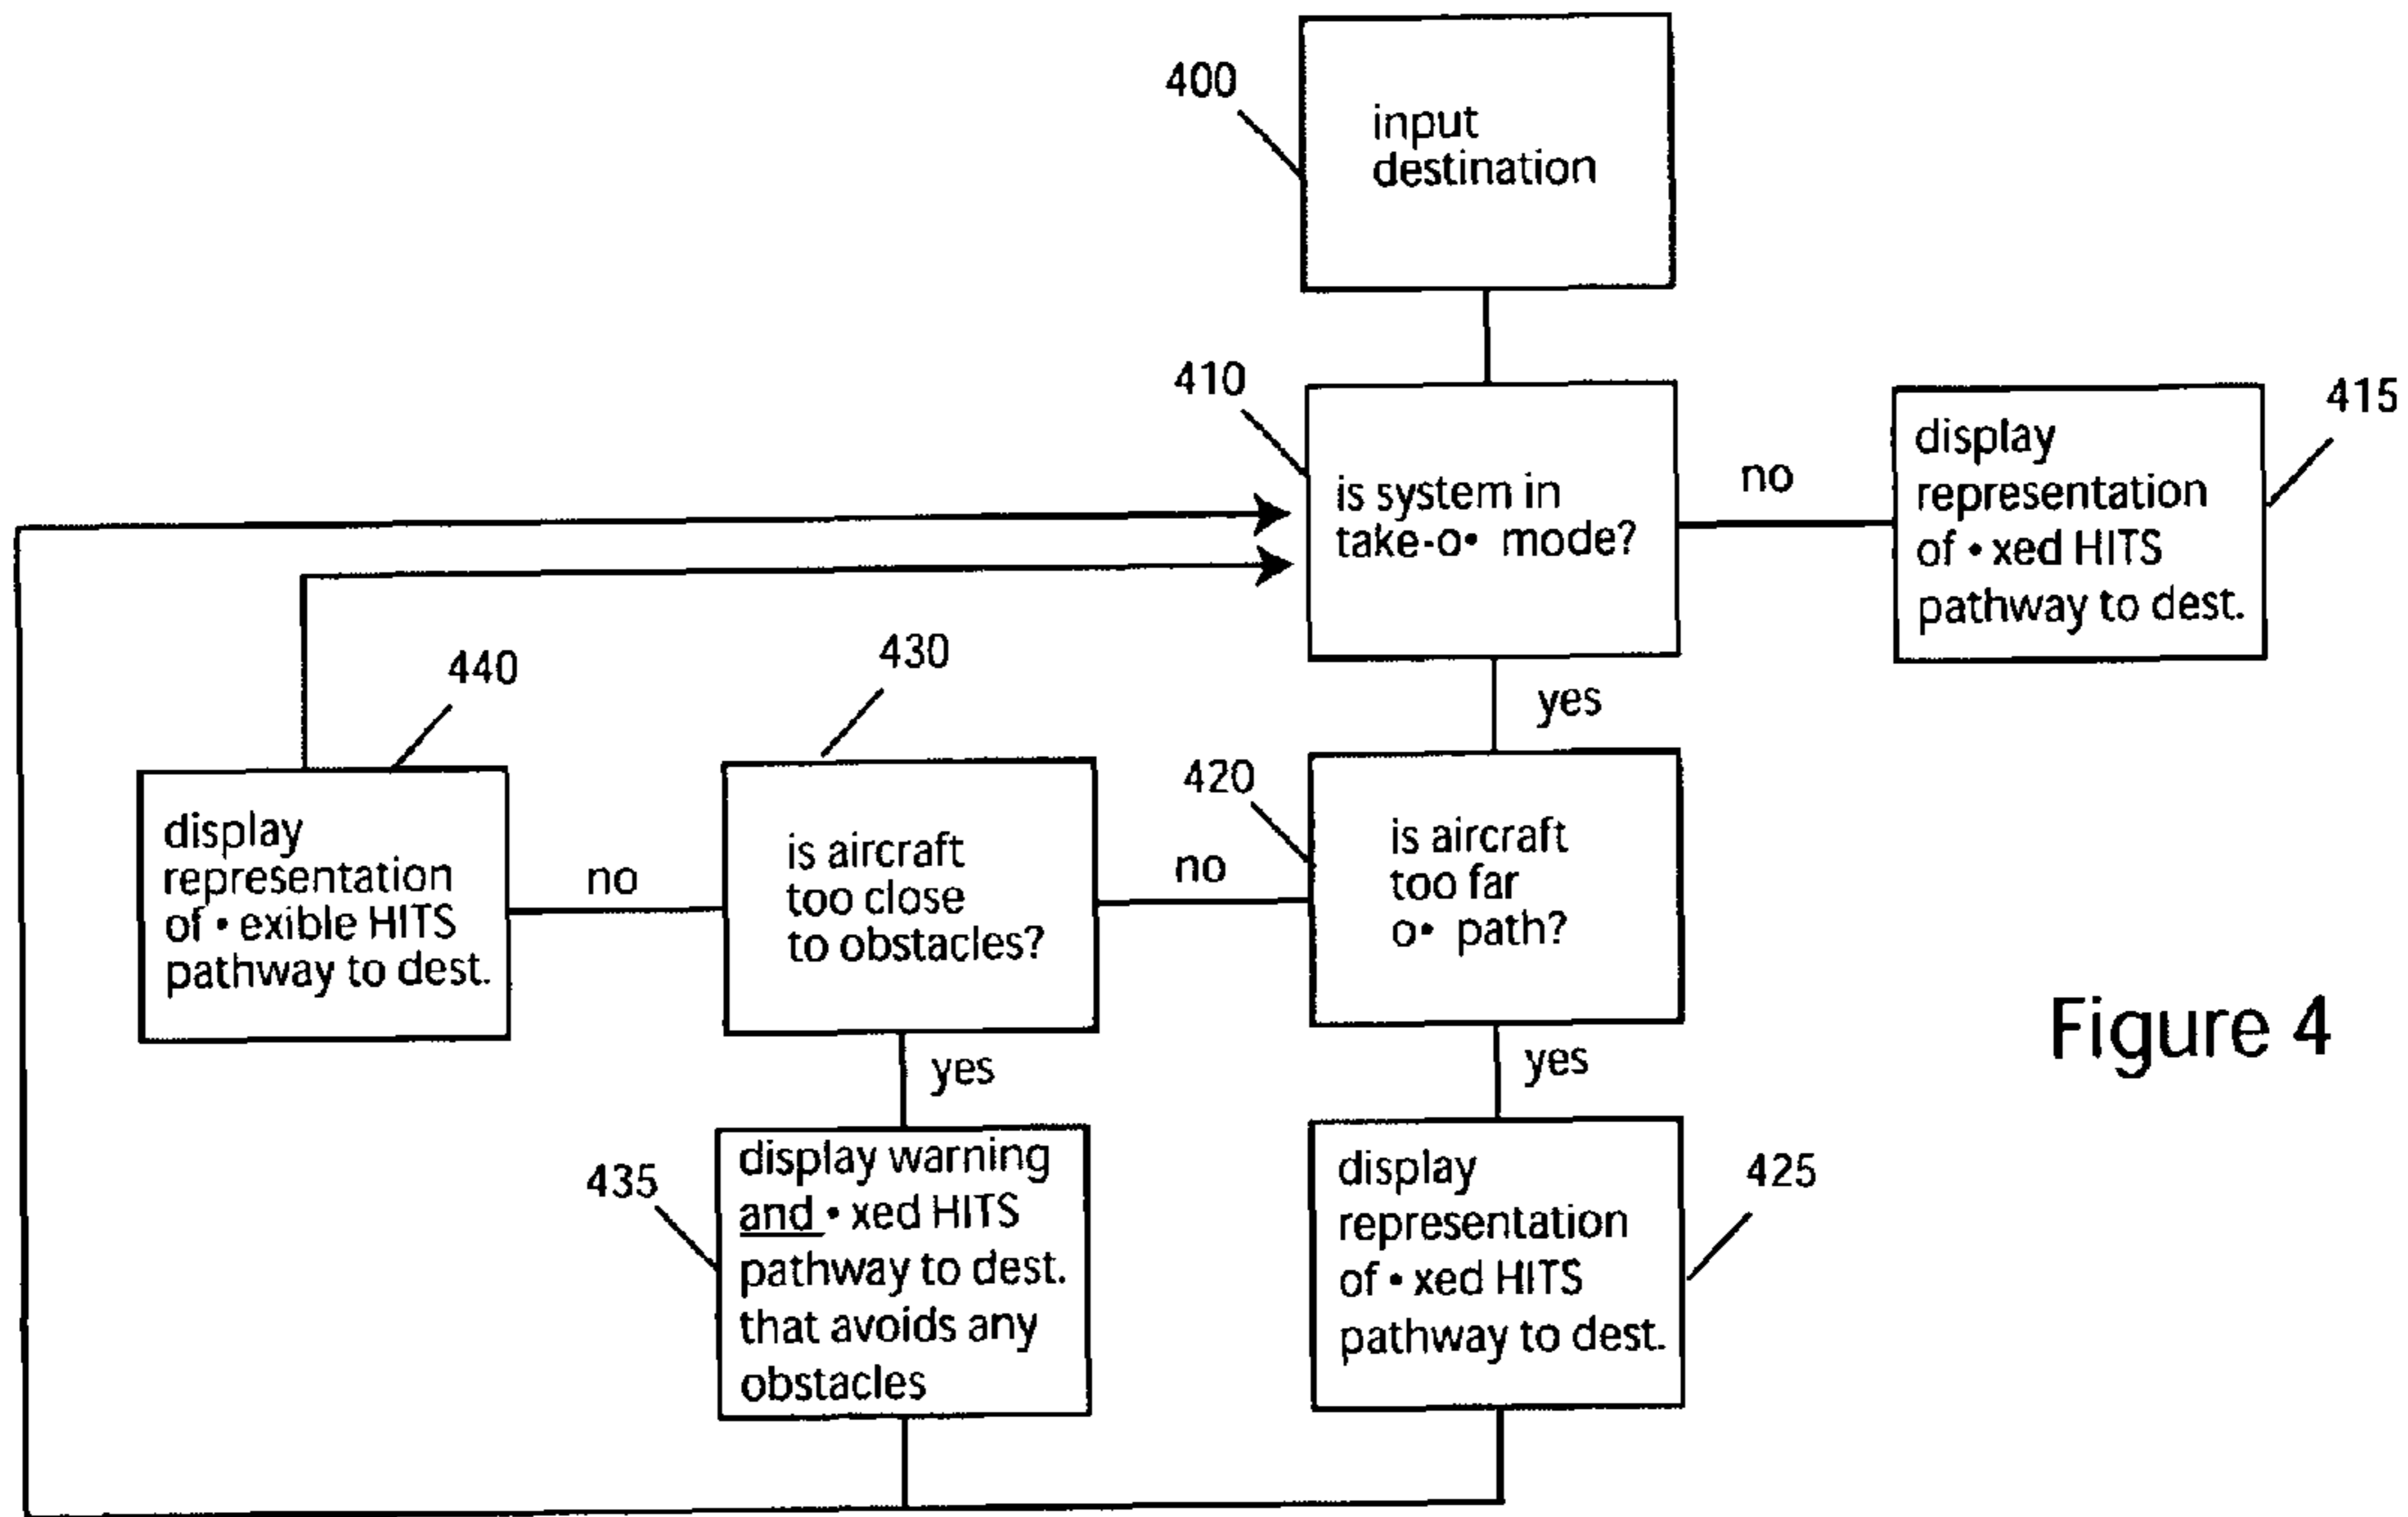 400
input
destination
410
is system in
take-o• mode?
no
415
display
representation
of • xed HITS
pathway to dest.
yes
440
display
representation
of • exible HITS
pathway to dest.
no
430
is aircraft
too close
to obstacles?
no
420
is aircraft
too far
o• path?
yes
yes
435
display warning
and • xed HITS
pathway to dest.
that avoids any
obstacles
425
display
representation
of • xed HITS
pathway to dest.
Figure 4